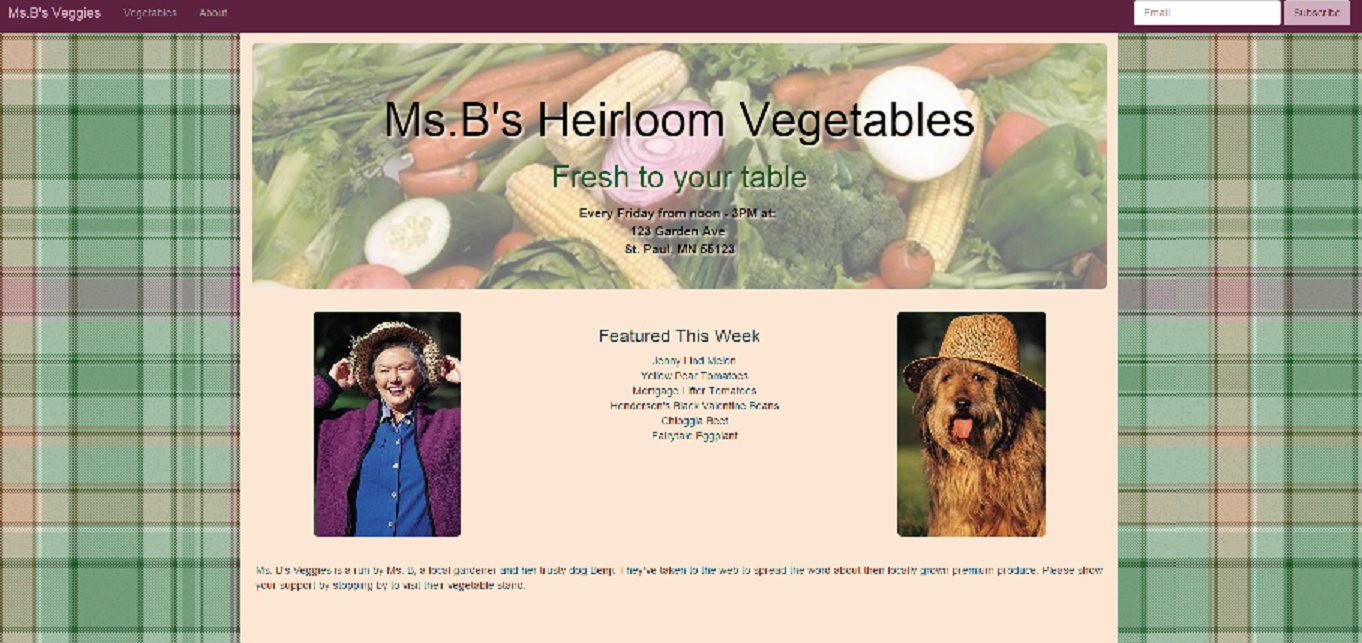 Ms.B's Veggies Vegetables About Email Subscribe
Ms.B's Heirloom Vegetables
Fresh to your table
Every Friday from noon - 3PM at:
123 Garden Ave
St. Paul, MN 55123
Featured This Week
Jenny Lind Melon
Yellow Pear Tomatoes
Mortgage Lifter Tomatoes
Henderson's Black Valentine Beans
Chioggia Beet
Fairytale Eggplant
Ms. B's Veggies is a run by Ms. B, a local gardener and her trusty dog Benji. They've taken to the web to spread the word about their locally grown premium produce. Please show
your support by stopping by to visit their vegetable stand.